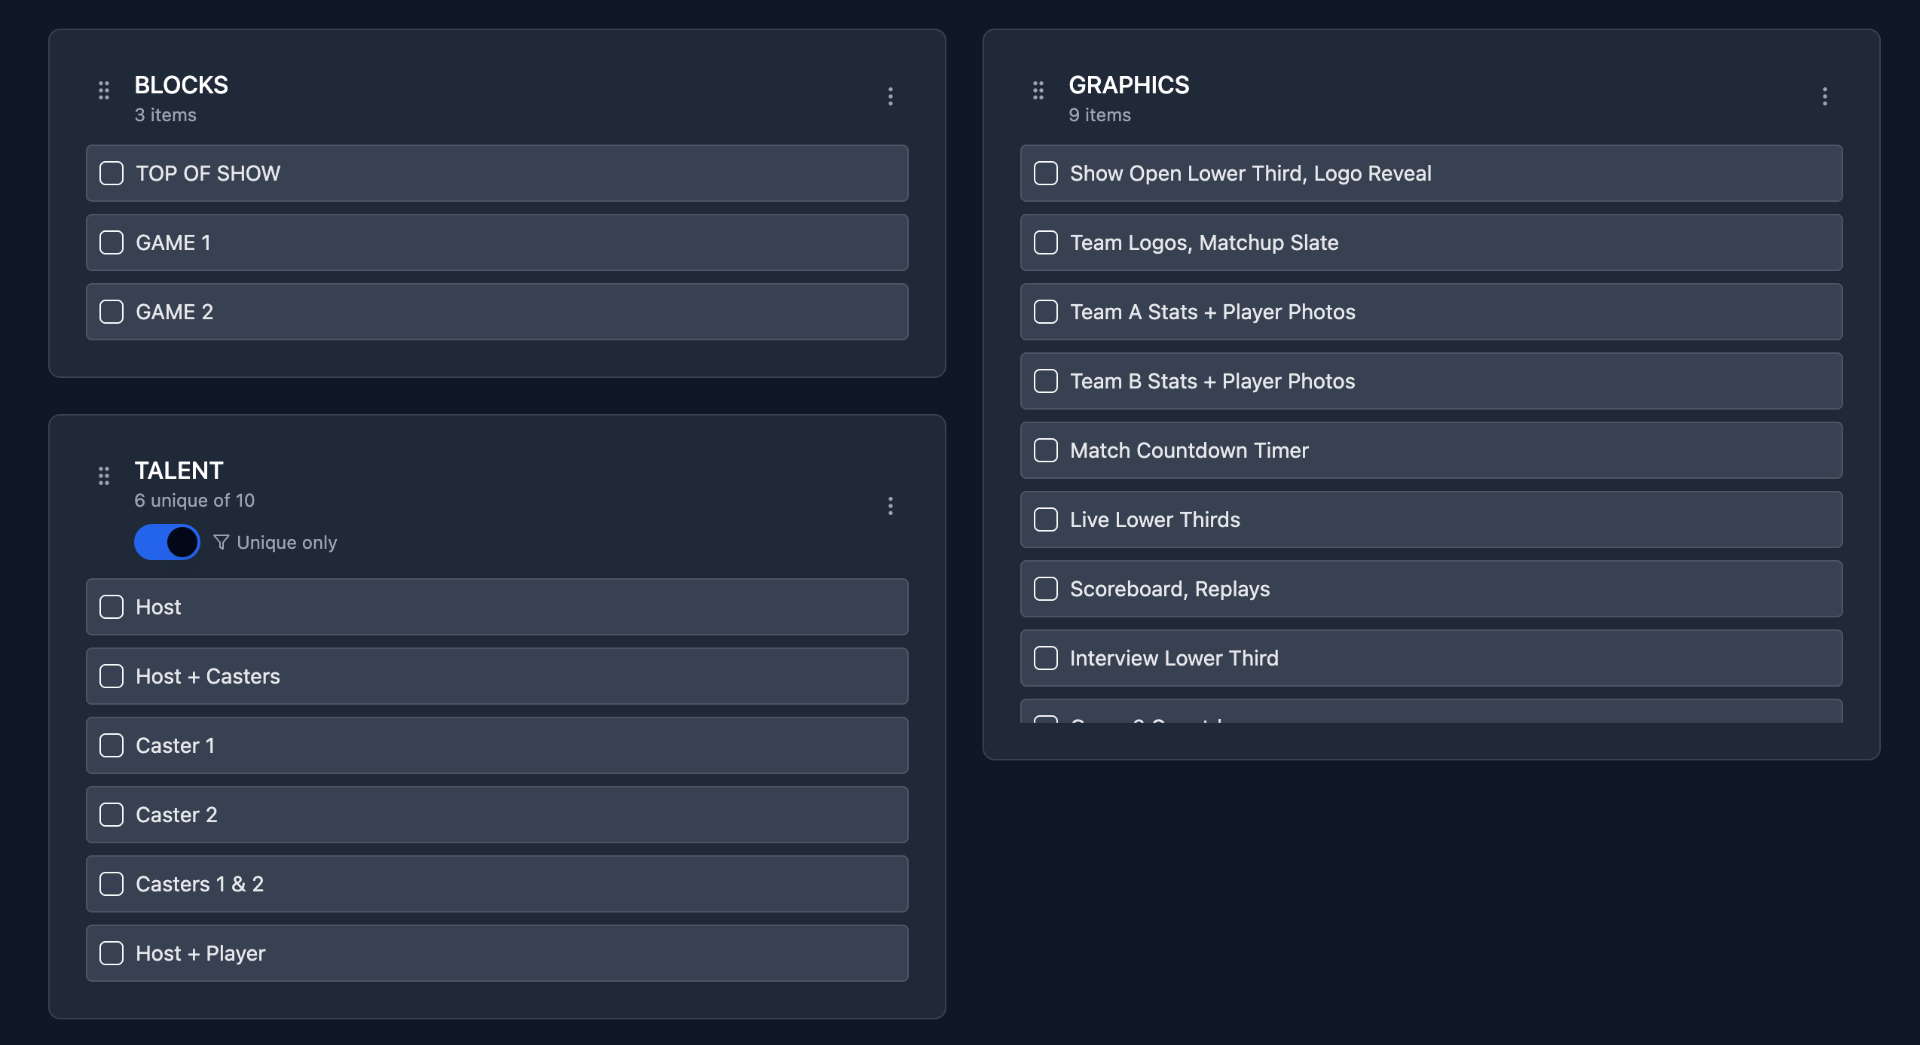 BLOCKS
3 items
TOP OF SHOW
GAME 1
GAME 2
TALENT
6 unique of 10
Unique only
Host
Host + Casters
Caster 1
Caster 2
Casters 1 & 2
Host + Player
GRAPHICS
9 items
Show Open Lower Third, Logo Reveal
Team Logos, Matchup Slate
Team A Stats + Player Photos
Team B Stats + Player Photos
Match Countdown Timer
Live Lower Thirds
Scoreboard, Replays
Interview Lower Third